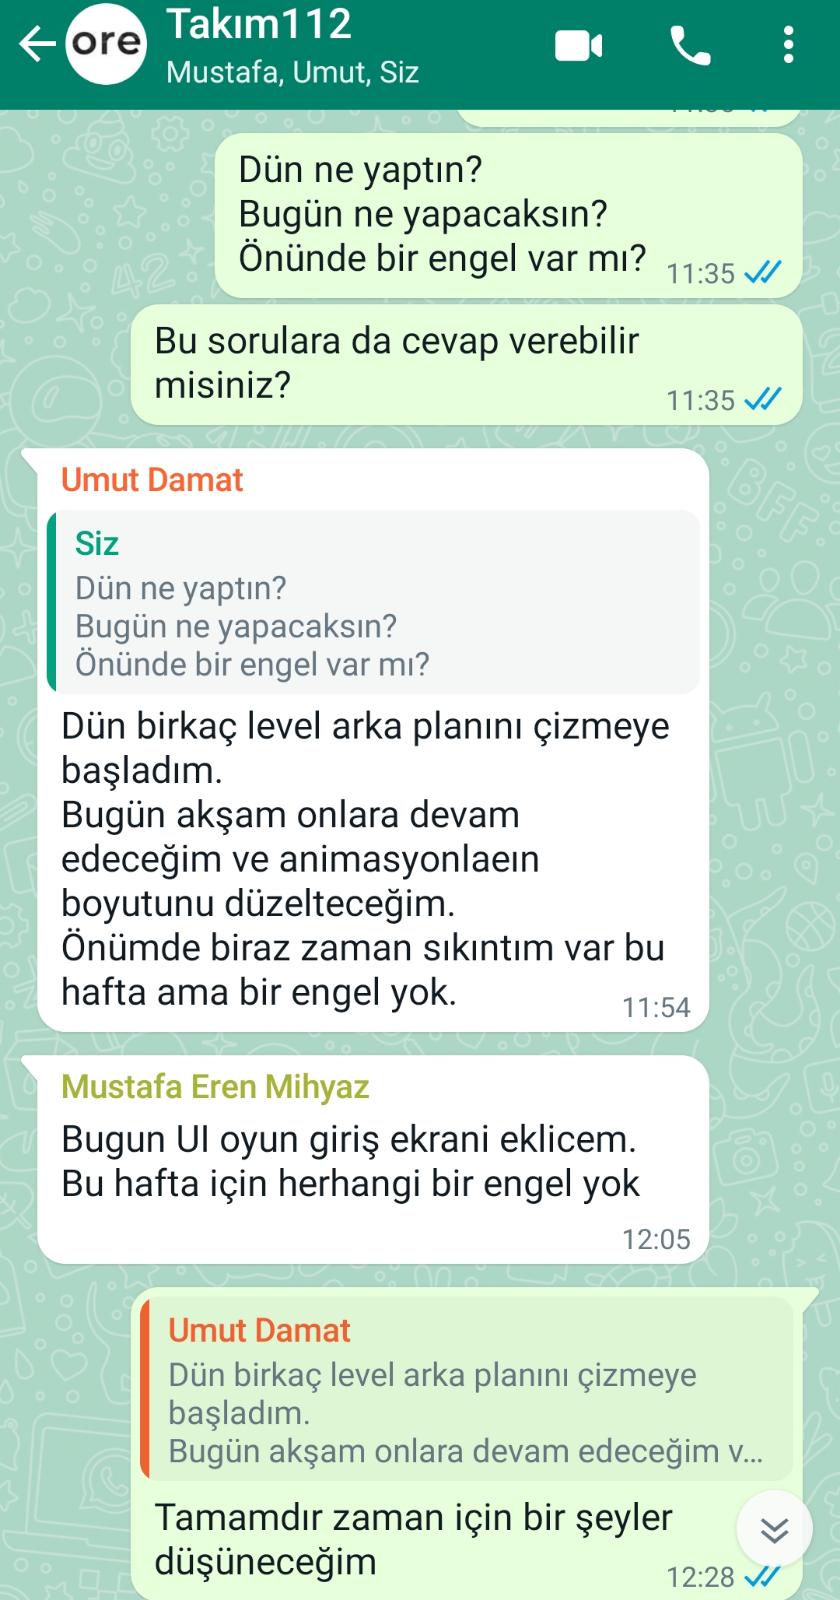 ore
Takım112
Mustafa, Umut, Siz
Dün ne yaptın?
Bugün ne yapacaksın?
Önünde bir engel var mı?
11:35
Bu sorulara da cevap verebilir
misiniz?
11:35
Umut Damat
Siz
Dün ne yaptın?
Bugün ne yapacaksın?
Önünde bir engel var mı?
Dün birkaç level arka planını çizmeye
başladım.
Bugün akşam onlara devam
edeceğim ve animasyonlaeın
boyutunu düzelteceğim.
Önümde biraz zaman sıkıntım var bu
hafta ama bir engel yok.
11:54
Mustafa Eren Mihyaz
Bugun UI oyun giriş ekrani eklicem.
Bu hafta için herhangi bir engel yok
12:05
Umut Damat
Dün birkaç level arka planını çizmeye
başladım.
Bugün akşam onlara devam edeceğim v...
Tamamdır zaman için bir şeyler
düşüneceğim
12:28